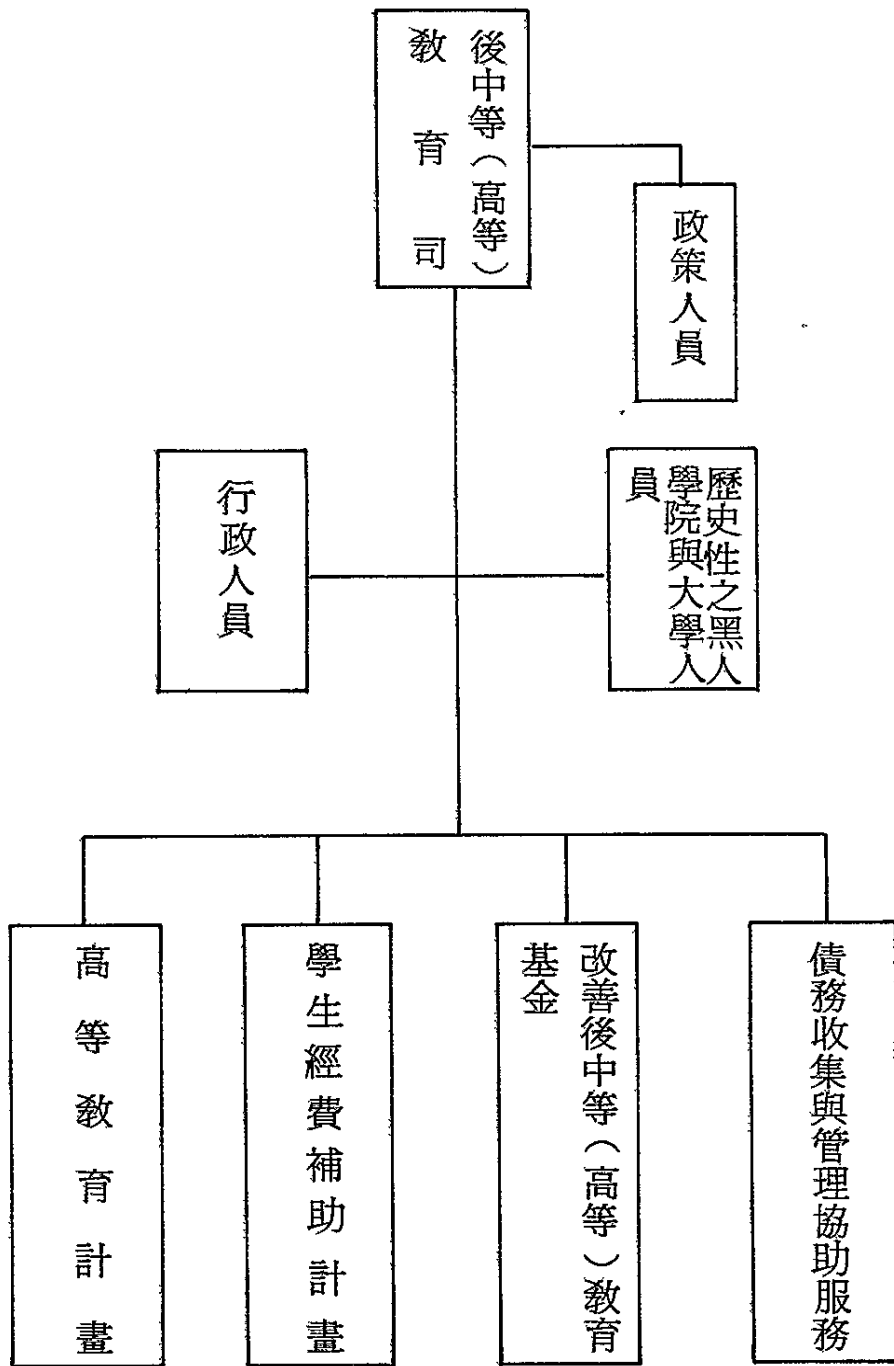 後中等（高等）
敎育司
政策人員
歷史性之黑人
學院與大學人
員
行政人員
債務收集與管理協助服務
改善後中等（高等）敎育
基金
學生經費補助計畫
高等敎育計畫